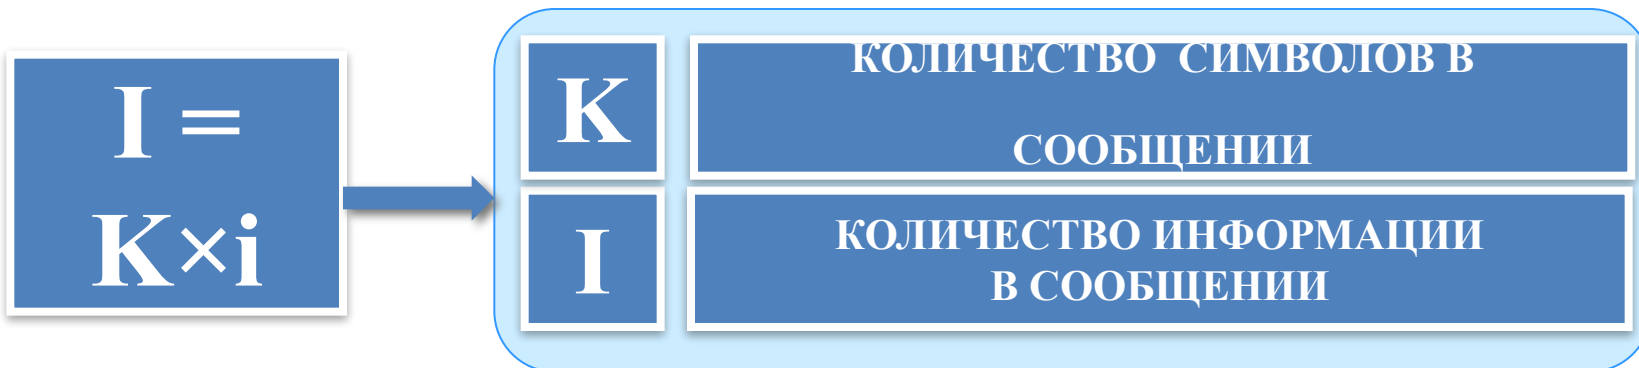 I =
K×i
K
КОЛИЧЕСТВО СИМВОЛОВ В
СООБЩЕНИИ
I
КОЛИЧЕСТВО ИНФОРМАЦИИ
В СООБЩЕНИИ